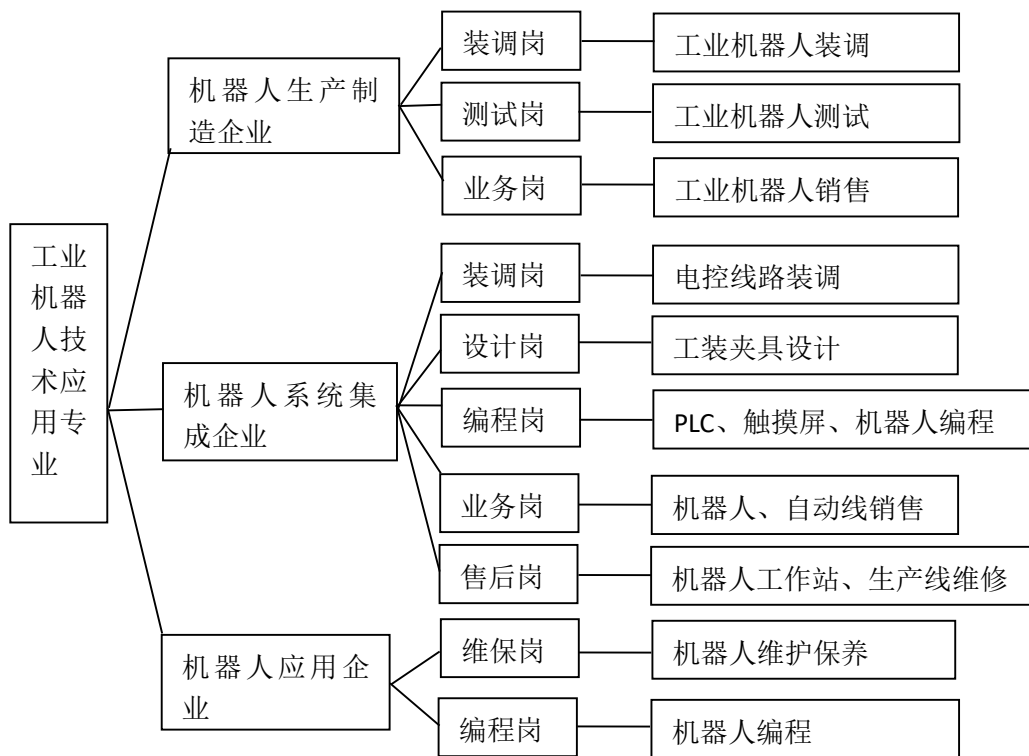 工业
机器
人技
术应
用专
业
机器人生产制
造企业
装调岗
工业机器人装调
测试岗
工业机器人测试
业务岗
工业机器人销售
机器人系统集
成企业
装调岗
电控线路装调
设计岗
工装夹具设计
编程岗
PLC、触摸屏、机器人编程
业务岗
机器人、自动线销售
售后岗
机器人工作站、生产线维修
机器人应用企
业
维保岗
机器人维护保养
编程岗
机器人编程